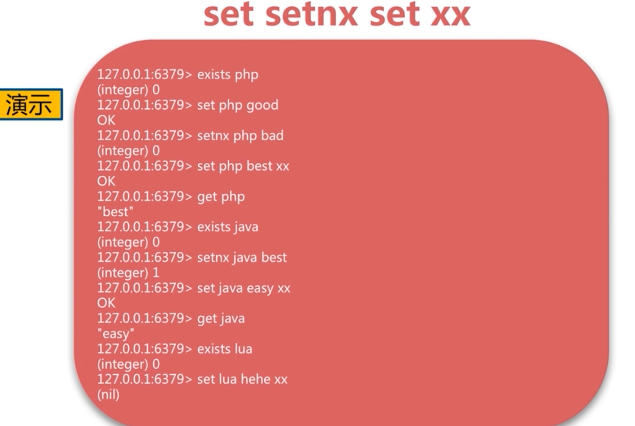 set setnx set xx
演示
127.0.0.1:6379> exists php
(integer) 0
127.0.0.1:6379> set php good
OK
127.0.0.1:6379> setnx php bad
(integer) 0
127.0.0.1:6379> set php best xx
OK
127.0.0.1:6379> get php
"best"
127.0.0.1:6379> exists java
(integer) 0
127.0.0.1:6379> setnx java best
(integer) 1
127.0.0.1:6379> set java easy xx
OK
127.0.0.1:6379> get java
"easy"
127.0.0.1:6379> exists lua
(integer) 0
127.0.0.1:6379> set lua hehe xx
(nil)